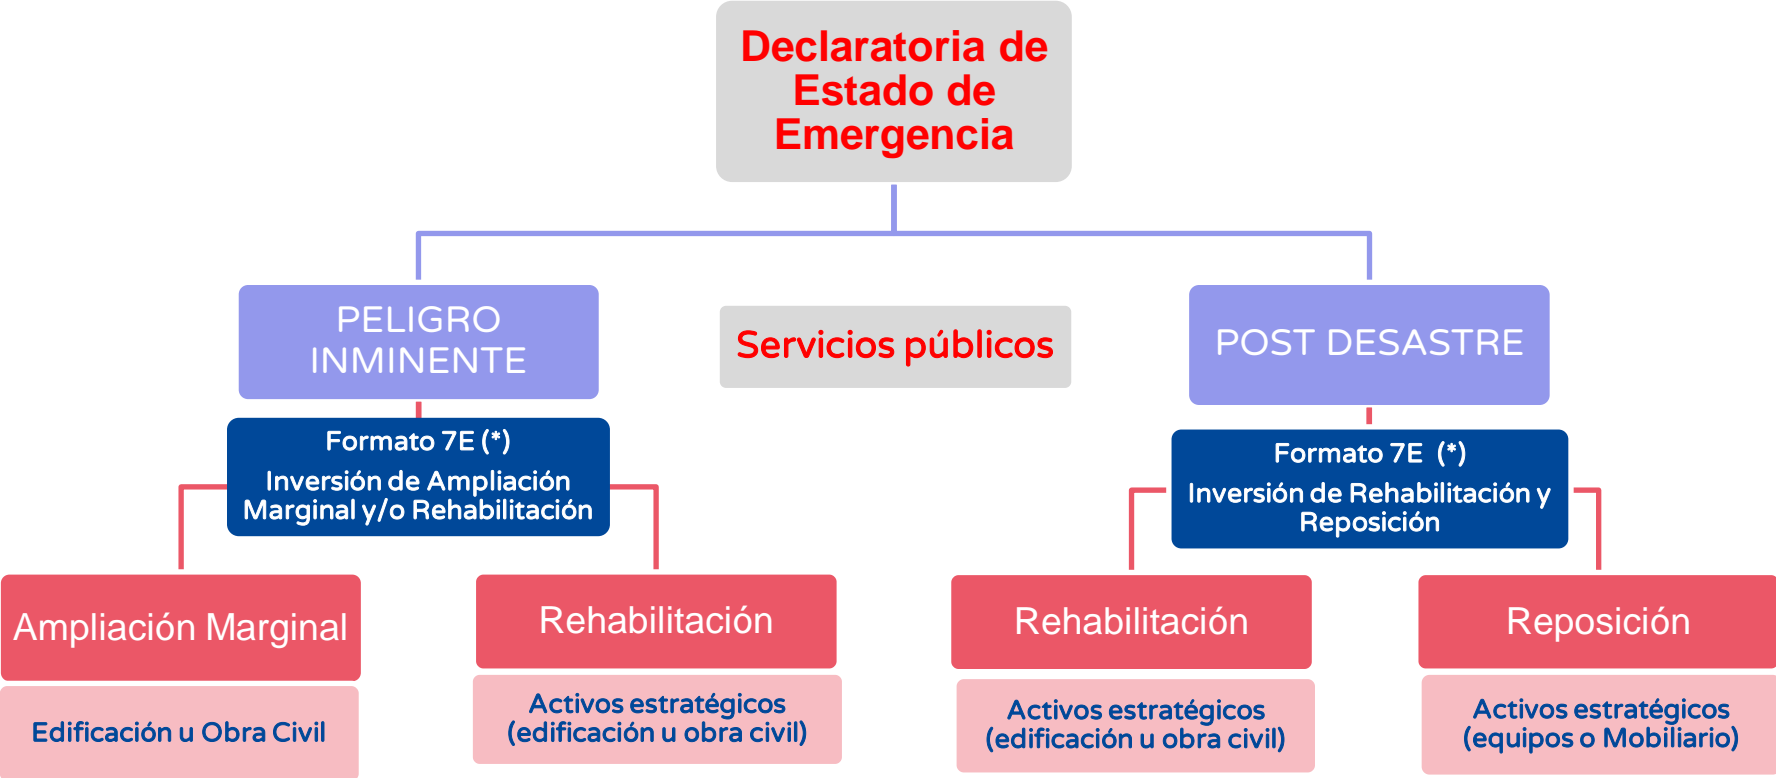 Declaratoria de
Estado de
Emergencia
PELIGRO
INMINENTE
Servicios públicos
POST DESASTRE
Formato 7E (*)
Inversión de Ampliación
Marginal y/o Rehabilitación
Formato 7E (*)
Inversión de Rehabilitación y
Reposición
Ampliación Marginal
Rehabilitación
Rehabilitación
Reposición
Edificación u Obra Civil
Activos estratégicos
(edificación u obra civil)
Activos estratégicos
(edificación u obra civil)
Activos estratégicos
(equipos o Mobiliario)